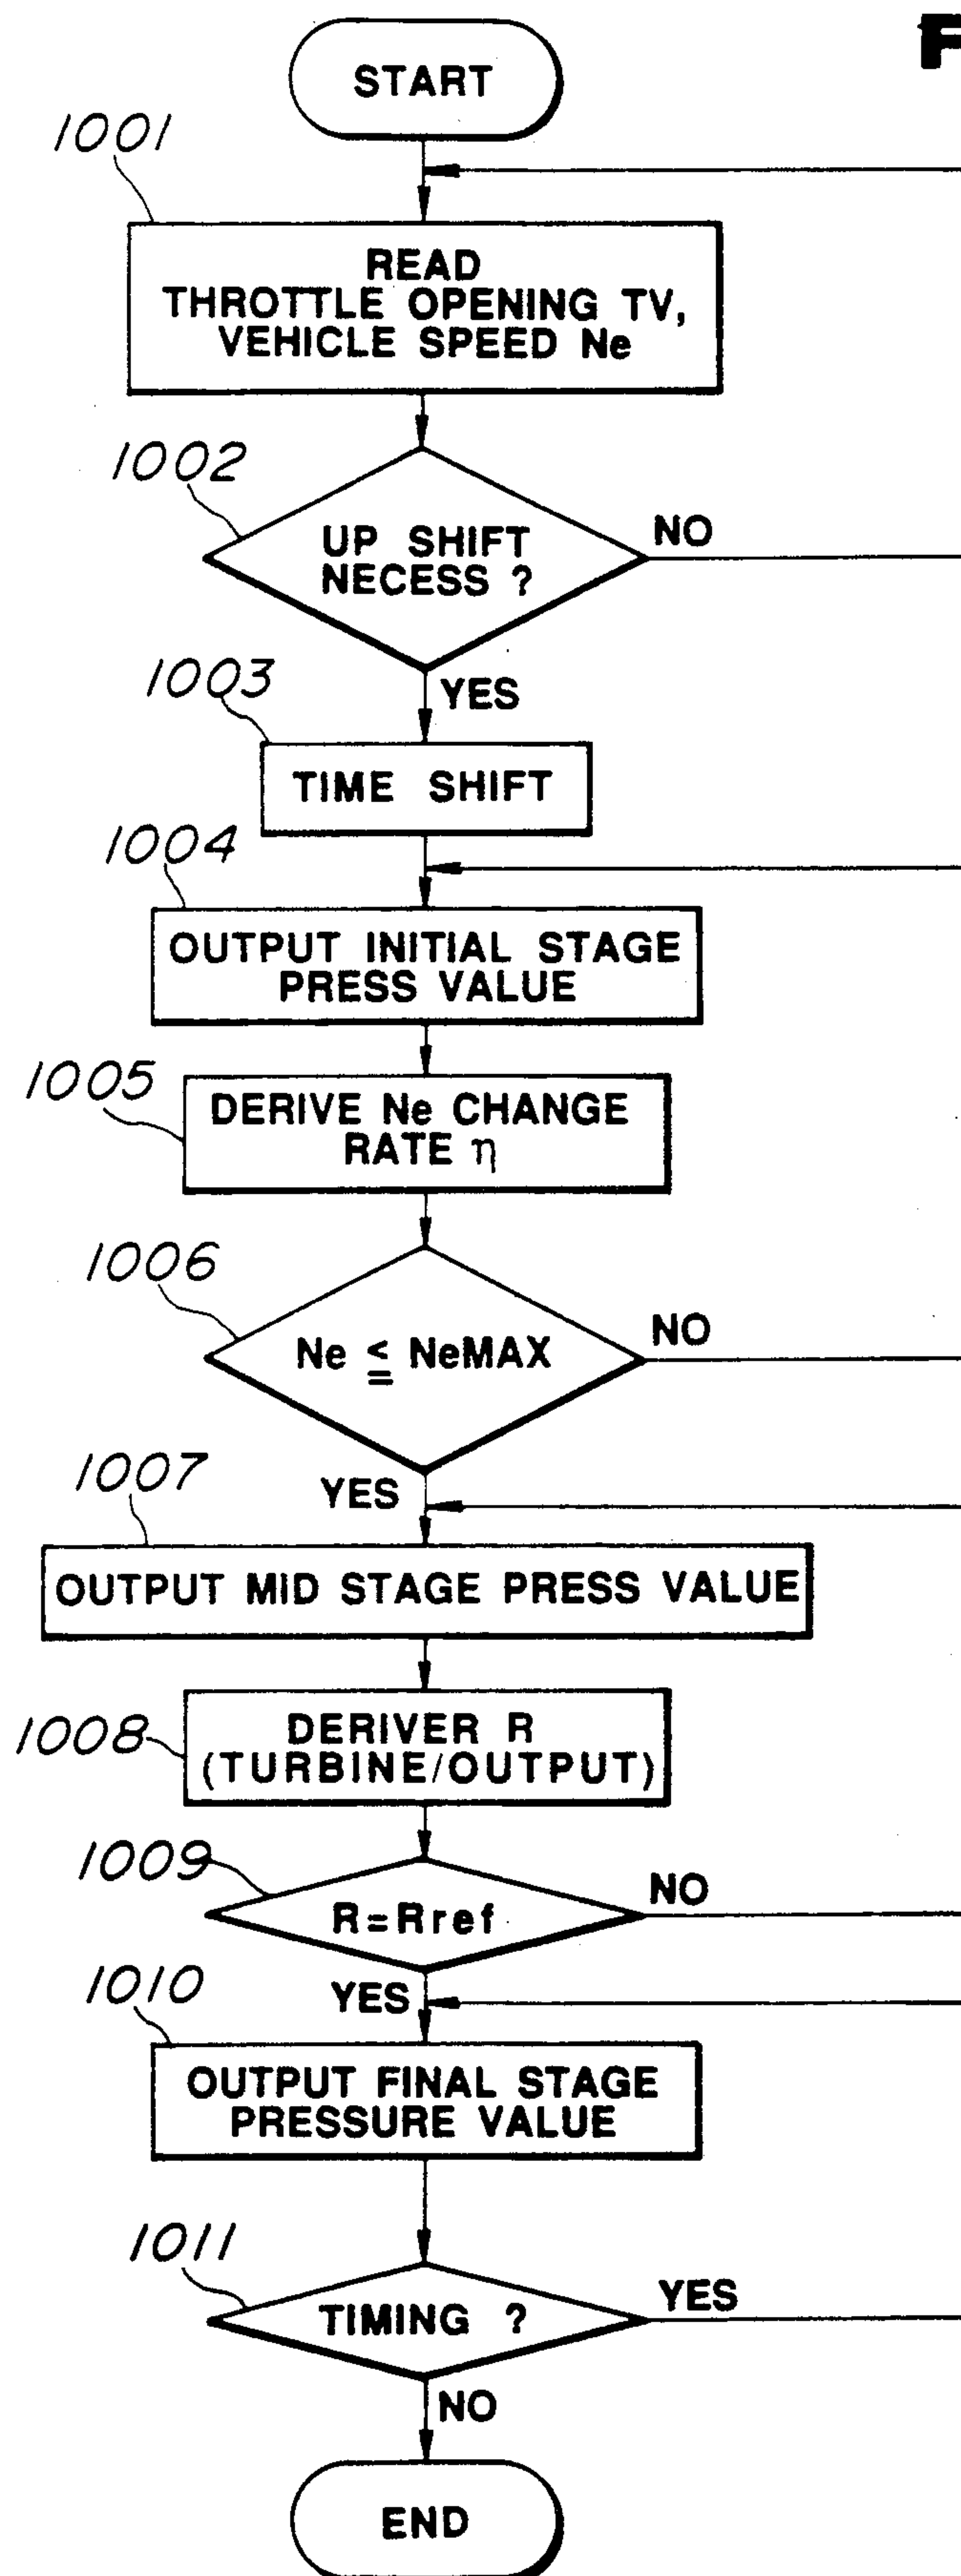 F
START
1001
READ
THROTTLE OPENING TV,
VEHICLE SPEED Ne
1002
UP SHIFT
NECESS ?
NO
YES
1003
TIME SHIFT
1004
OUTPUT INITIAL STAGE
PRESS VALUE
1005
DERIVE Ne CHANGE
RATE η
1006
Ne ≦ NeMAX
NO
YES
1007
OUTPUT MID STAGE PRESS VALUE
1008
DERIVER R
(TURBINE/OUTPUT)
1009
R=Rref
NO
YES
1010
OUTPUT FINAL STAGE
PRESSURE VALUE
1011
TIMING ?
YES
NO
END